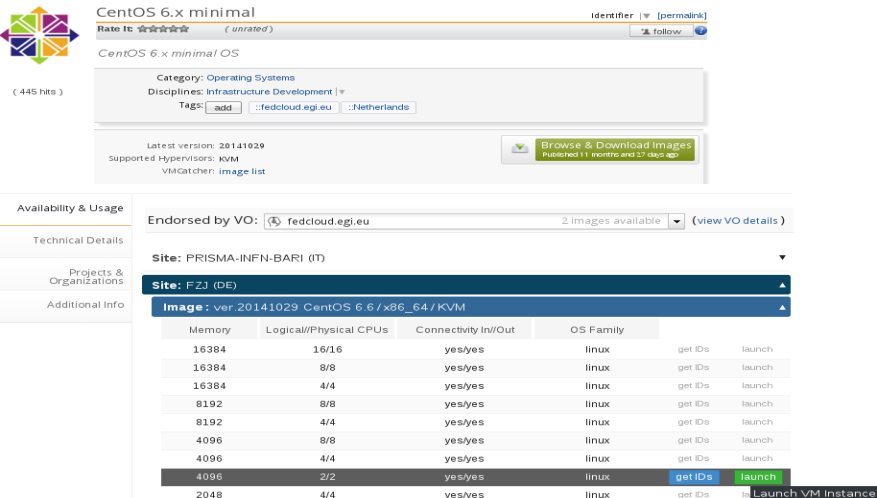 CentOS 6.x minimal
Identifier [permalink]
Rate It: ( unrated )
follow ?
CentOS 6.x minimal OS
( 445 hits )
Category: Operating Systems
Disciplines: Infrastructure Development
Tags: add ::fedcloud.egi.eu ::Netherlands
Latest version: 20141029
Supported Hypervisors: KVM
VMCatcher: image list
Browse & Download Images
Published 11 months and 27 days ago
Availability & Usage
Technical Details
Projects &
Organizations
Additional Info
Endorsed by VO: fedcloud.egi.eu 2 images available (view VO details)
Site: PRISMA-INFN-BARI (IT)
Site: FZJ (DE)
Image: ver.20141029 CentOS 6.6/x86_64/KVM
Memory Logical//Physical CPUs Connectivity In//Out OS Family
16384 16/16 yes/yes linux get IDs launch
16384 8/8 yes/yes linux get IDs launch
16384 4/4 yes/yes linux get IDs launch
8192 8/8 yes/yes linux get IDs launch
8192 4/4 yes/yes linux get IDs launch
4096 8/8 yes/yes linux get IDs launch
4096 4/4 yes/yes linux get IDs launch
4096 2/2 yes/yes linux get IDs launch
2048 4/4 yes/yes linux get IDs
Launch VM Instance